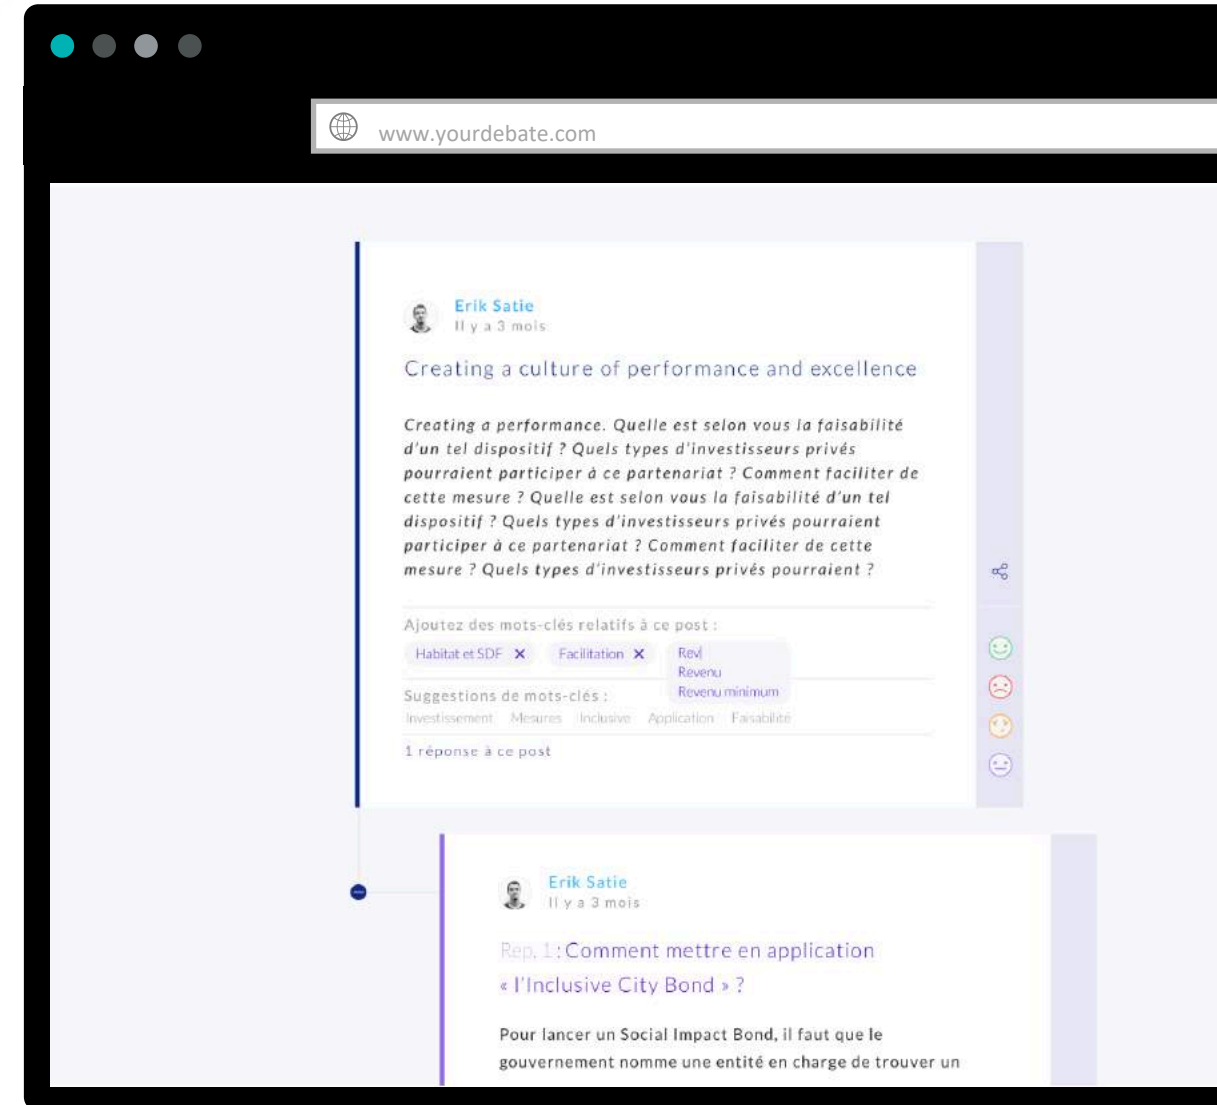 www.yourdebate.com
Erik Satie
Il y a 3 mois
Creating a culture of performance and excellence
Creating a performance. Quelle est selon vous la faisabilité
d'un tel dispositif ? Quels types d'investisseurs privés
pourraient participer à ce partenariat ? Comment faciliter de
cette mesure ? Quelle est selon vous la faisabilité d'un tel
dispositif ? Quels types d'investisseurs privés pourraient
participer à ce partenariat ? Comment faciliter de cette
mesure ? Quels types d'investisseurs privés pourraient ?
Ajoutez des mots-clés relatifs à ce post :
Habitat et SDF Facilitation Rev
Revenu
Revenu minimum
Suggestions de mots-clés :
Investissement Mesures Inclusive Application Faisabilité
1 réponse à ce post
Erik Satie
Il y a 3 mois
Rep. 1 : Comment mettre en application
« l'Inclusive City Bond » ?
Pour lancer un Social Impact Bond, il faut que le
gouvernement nomme une entité en charge de trouver un